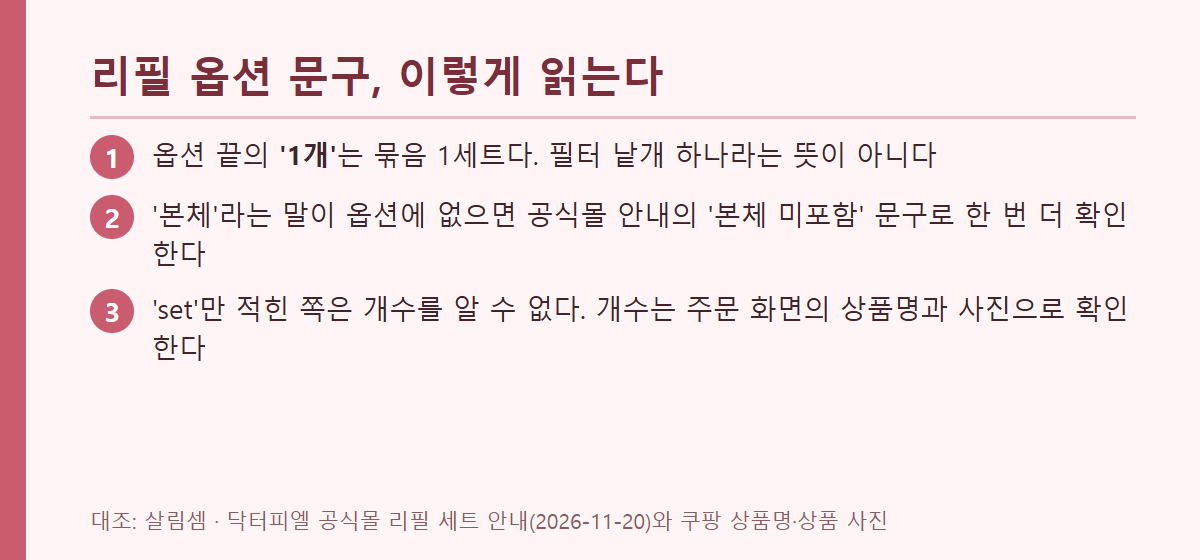 리필 옵션 문구, 이렇게 읽는다
1 옵션 끝의 '1개'는 묶음 1세트다. 필터 낱개 하나라는 뜻이 아니다
2 '본체'라는 말이 옵션에 없으면 공식몰 안내의 '본체 미포함' 문구로 한 번 더 확인
한다
3 'set'만 적힌 쪽은 개수를 알 수 없다. 개수는 주문 화면의 상품명과 사진으로 확인
한다
대조: 살림셈 · 닥터피엘 공식몰 리필 세트 안내(2026-11-20)와 쿠팡 상품명·상품 사진